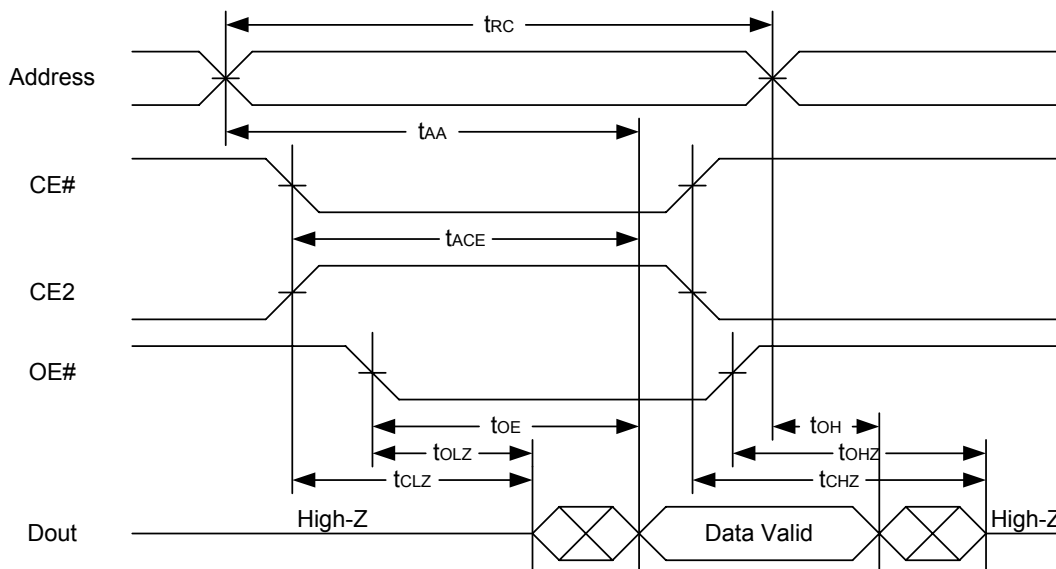 tRC
Address
tAA
CE#
tACE
CE2
OE#
tOE tOH
tOLZ tOHZ
tCLZ tCHZ
High-Z Data Valid High-Z
Dout